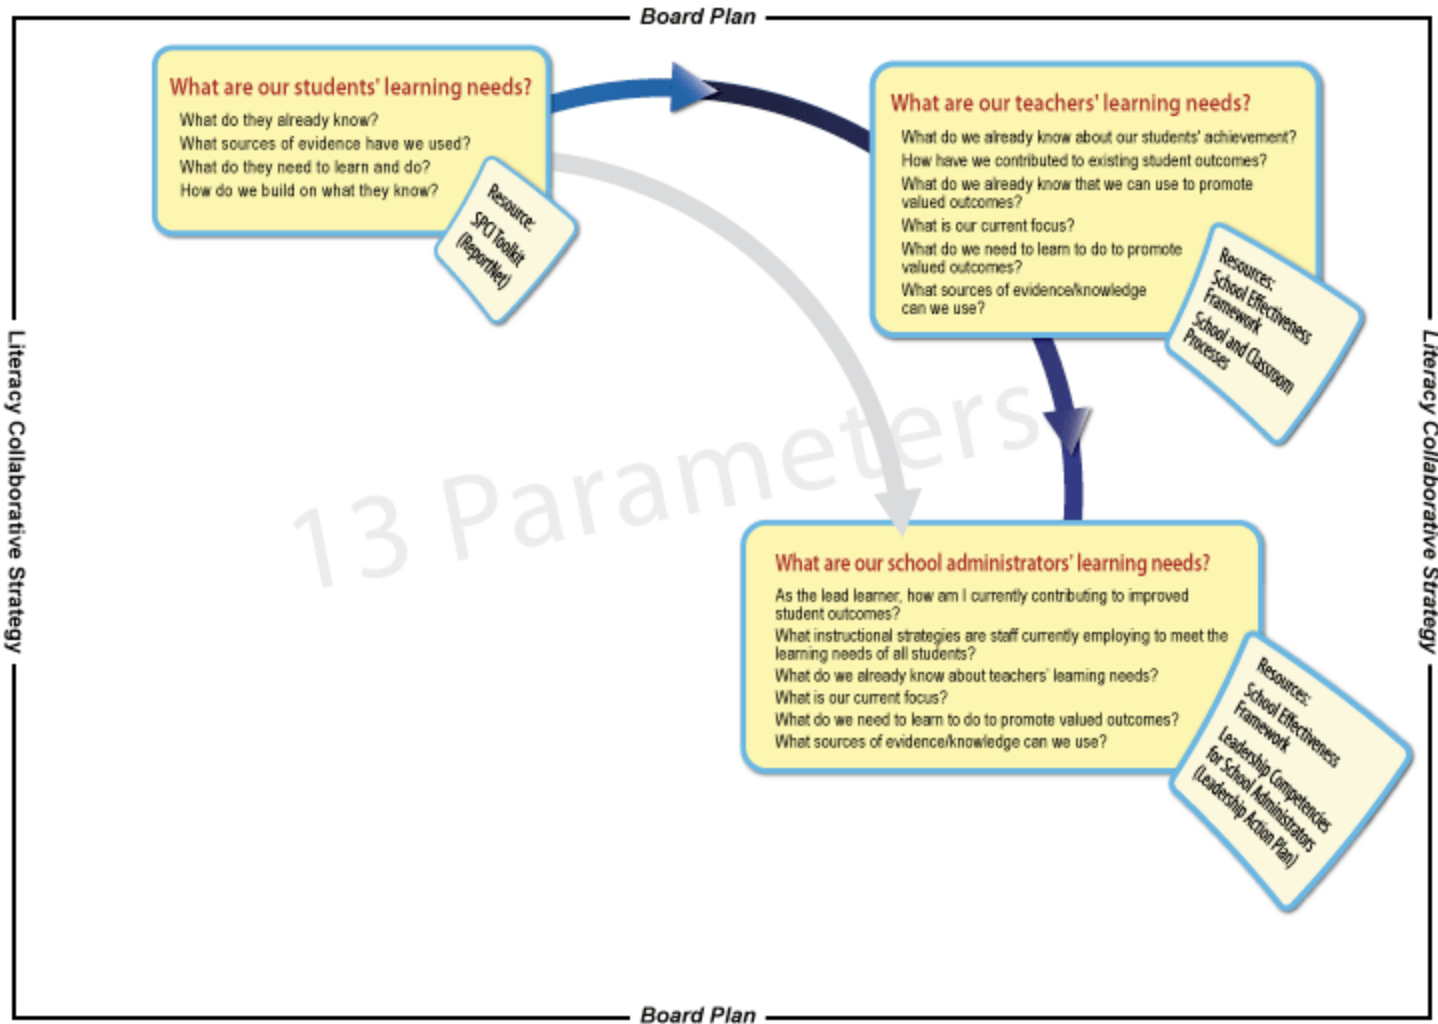 Board Plan
What are our students' learning needs?
What do they already know?
What sources of evidence have we used?
What do they need to learn and do?
How do we build on what they know?
Resource:
SPCI Toolkit
(ReportNet)
What are our teachers' learning needs?
What do we already know about our students' achievement?
How have we contributed to existing student outcomes?
What do we already know that we can use to promote
valued outcomes?
What is our current focus?
What do we need to learn to do to promote
valued outcomes?
What sources of evidence/knowledge
can we use?
Resources:
School Effectiveness
Framework
School and Classroom
Processes
Literacy Collaborative Strategy
13 Parameters
Literacy Collaborative Strategy
What are our school administrators' learning needs?
As the lead learner, how am I currently contributing to improved
student outcomes?
What instructional strategies are staff currently employing to meet the
learning needs of all students?
What do we already know about teachers' learning needs?
What is our current focus?
What do we need to learn to do to promote valued outcomes?
What sources of evidence/knowledge can we use?
Resources:
School Effectiveness
Framework
Leadership Competencies
for School Administrators
(Leadership Action Plan)
Board Plan